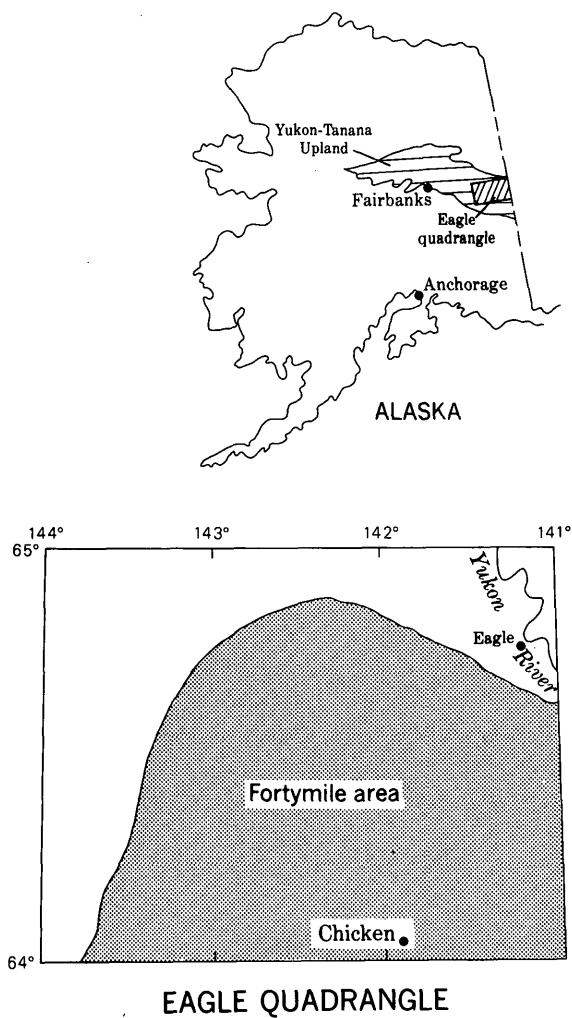 Yukon-Tanana
Upland
Fairbanks
Eagle
quadrangle
Anchorage
ALASKA
144°
143°
142°
141°
65°
Yukon
Eagle
River
Fortymile area
Chicken
64°
EAGLE QUADRANGLE